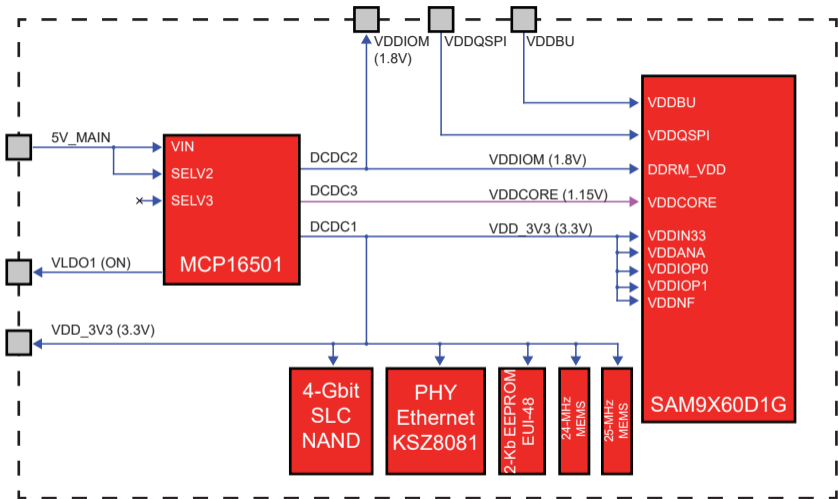 VDDIOM
(1.8V)
VDDQSPI
VDDBU
5V_MAIN
VIN
SELV2
SELV3
MCP16501
DCDC2
DCDC3
DCDC1
VDDIOM (1.8V)
VDDCORE (1.15V)
VDD_3V3 (3.3V)
VDDBU
VDDQSPI
DDRM_VDD
VDDCORE
VDDIN33
VDDANA
VDDIOP0
VDDIOP1
VDDNF
SAM9X60D1G
VLDO1 (ON)
VDD_3V3 (3.3V)
4-Gbit
SLC
NAND
PHY
Ethernet
KSZ8081
2-Kb EEPROM
EUI-48
24-MHz
MEMS
25-MHz
MEMS